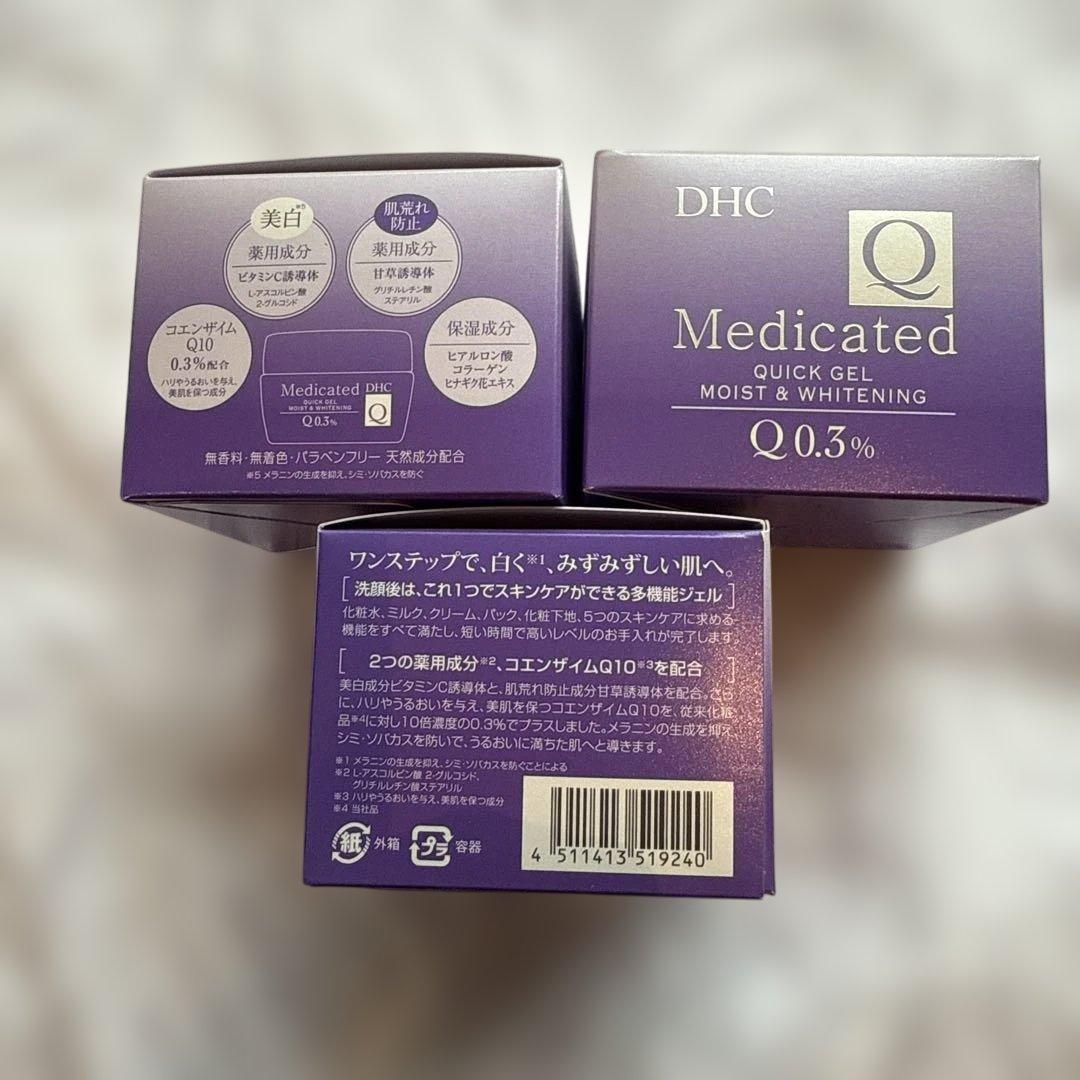 美白※5
薬用成分
ビタミンC誘導体
L-アスコルビン酸
2-グルコシド
肌荒れ
防止
薬用成分
甘草誘導体
グリチルレチン酸
ステアリル
コエンザイム
Q10
0.3%配合
ハリやうるおいを与え、
美肌を保つ成分
保湿成分
ヒアルロン酸
コラーゲン
ヒナギク花エキス
Medicated DHC
QUICK GEL
MOIST & WHITENING
Q 0.3%
Q
無香料・無着色・パラベンフリー 天然成分配合
※5 メラニンの生成を抑え、シミ・ソバカスを防ぐ
DHC
Q
Medicated
QUICK GEL
MOIST & WHITENING
Q 0.3%
ワンステップで、白く※1、みずみずしい肌へ。
[洗顔後は、これ1つでスキンケアができる多機能ジェル]
化粧水、ミルク、クリーム、パック、化粧下地、5つのスキンケアに求める
機能をすべて満たし、短い時間で高いレベルのお手入れが完了します。
[2つの薬用成分※2、コエンザイムQ10※3を配合]
美白成分ビタミンC誘導体と、肌荒れ防止成分甘草誘導体を配合。さら
に、ハリやうるおいを与え、美肌を保つコエンザイムQ10を、従来化粧
品※4に対し10倍濃度の0.3%でプラスしました。メラニンの生成を抑え
シミ・ソバカスを防いで、うるおいに満ちた肌へと導きます。
※1 メラニンの生成を抑え、シミ・ソバカスを防ぐことによる
※2 L-アスコルビン酸 2-グルコシド、
グリチルレチン酸ステアリル
※3 ハリやうるおいを与え、美肌を保つ成分
※4 当社品
紙 外箱 プラ 容器
4 511413 519240